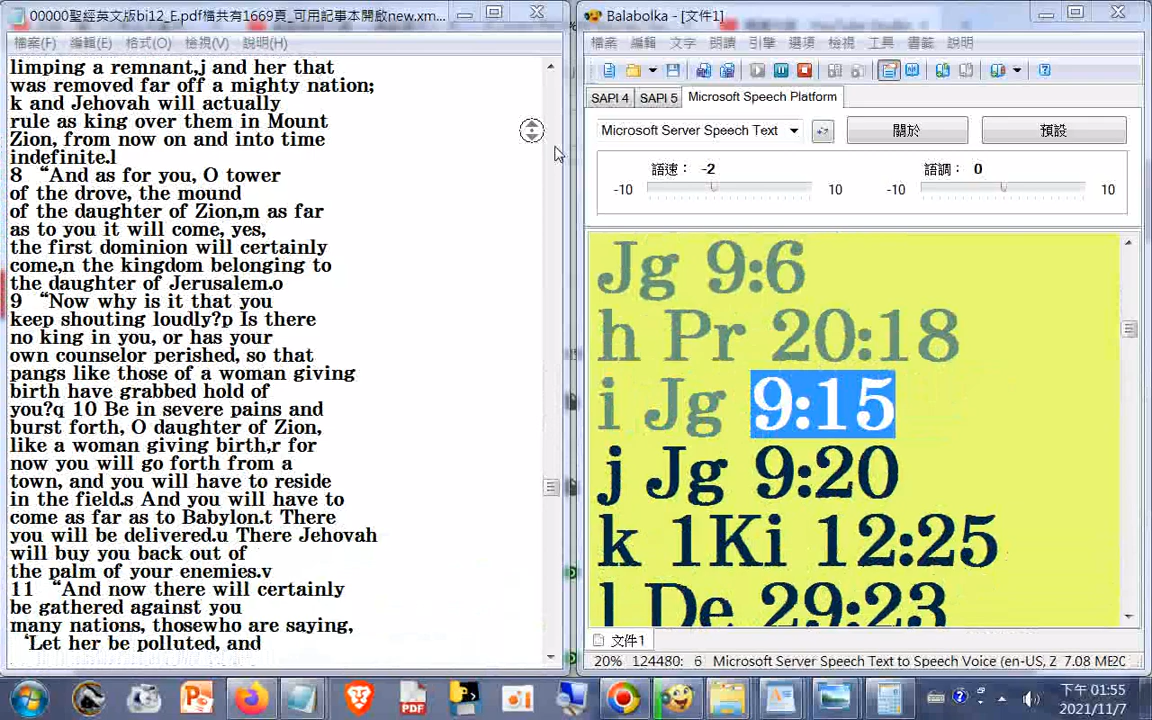 00000聖經英文版bi12_E.pdf檔共有1669頁_可用記事本開啟new.xm...
檔案(F) 編輯(E) 格式(O) 檢視(V) 說明(H)
limping a remnant,j and her that
was removed far off a mighty nation;
k and Jehovah will actually
rule as king over them in Mount
Zion, from now on and into time
indefinite.l
8 “And as for you, O tower
of the drove, the mound
of the daughter of Zion,m as far
as to you it will come, yes,
the first dominion will certainly
come,n the kingdom belonging to
the daughter of Jerusalem.o
9 “Now why is it that you
keep shouting loudly?p Is there
no king in you, or has your
own counselor perished, so that
pangs like those of a woman giving
birth have grabbed hold of
you?q 10 Be in severe pains and
burst forth, O daughter of Zion,
like a woman giving birth,r for
now you will go forth from a
town, and you will have to reside
in the field.s And you will have to
come as far as to Babylon.t There
you will be delivered.u There Jehovah
will buy you back out of
the palm of your enemies.v
11 “And now there will certainly
be gathered against you
many nations, thosewho are saying,
‘Let her be polluted, and
Balabolka - [文件1]
檔案 編輯 文字 朗讀 引擎 選項 檢視 工具 書籤 說明
SAPI 4 SAPI 5 Microsoft Speech Platform
Microsoft Server Speech Text 關於 預設
語速： -2 語調： 0
-10 10 -10 10
Jg 9:6
h Pr 20:18
i Jg 9:15
j Jg 9:20
k 1Ki 12:25
l De 29:23
文件1
20% 124480: 6 Microsoft Server Speech Text to Speech Voice (en-US, Z 7.08 ME
PDF
下午 01:55
2021/11/7